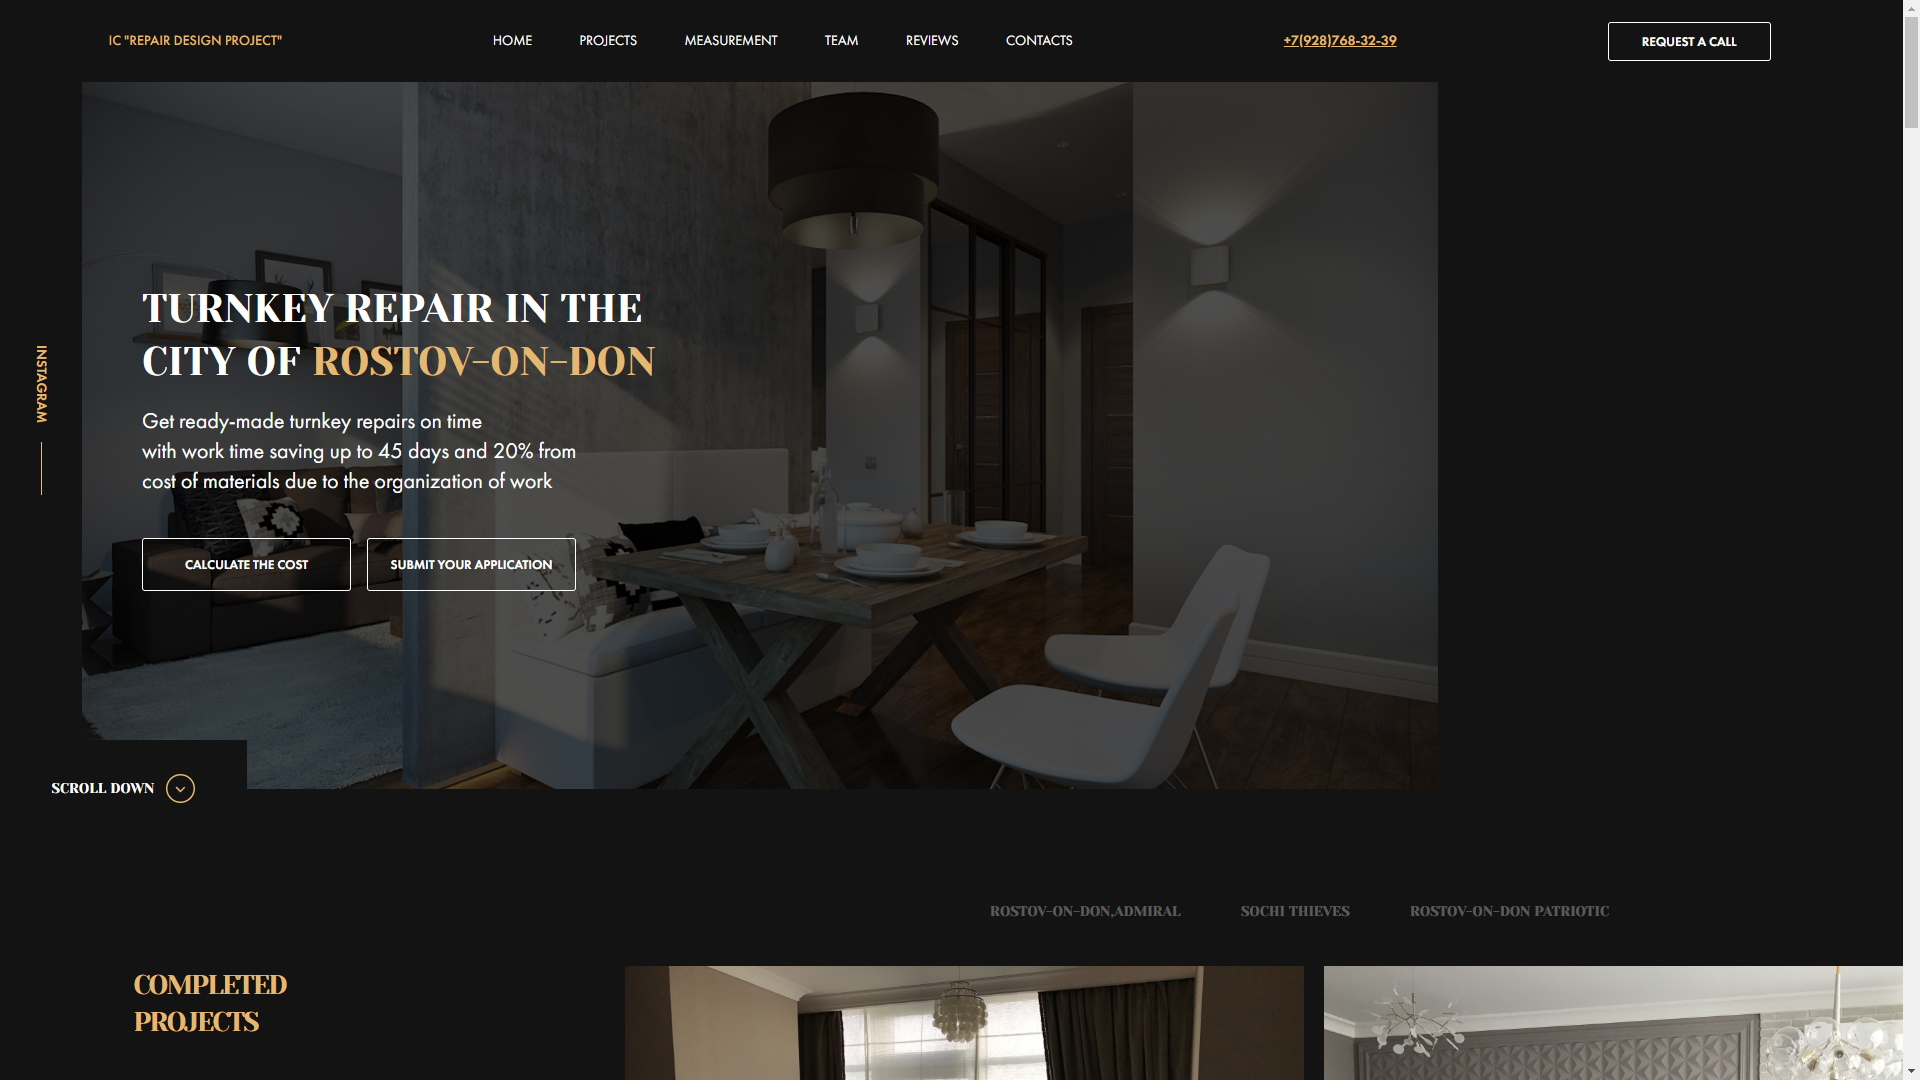 IC "REPAIR DESIGN PROJECT"
HOME
PROJECTS
MEASUREMENT
TEAM
REVIEWS
CONTACTS
+7(928)768-32-39
REQUEST A CALL
TURNKEY REPAIR IN THE
CITY OF ROSTOV-ON-DON
INSTAGRAM
Get ready-made turnkey repairs on time
with work time saving up to 45 days and 20% from
cost of materials due to the organization of work
CALCULATE THE COST
SUBMIT YOUR APPLICATION
SCROLL DOWN
ROSTOV-ON-DON,ADMIRAL
SOCHI THIEVES
ROSTOV-ON-DON PATRIOTIC
COMPLETED
PROJECTS